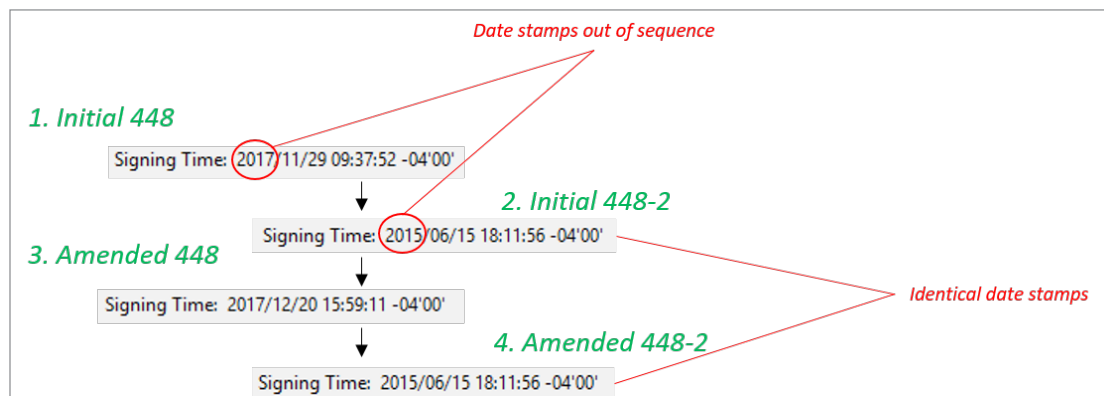 Date stamps out of sequence
1. Initial 448
Signing Time: 2017/11/29 09:37:52 -04'00'
2. Initial 448-2
Signing Time: 2015/06/15 18:11:56 -04'00'
3. Amended 448
Signing Time: 2017/12/20 15:59:11 -04'00'
Identical date stamps
4. Amended 448-2
Signing Time: 2015/06/15 18:11:56 -04'00'